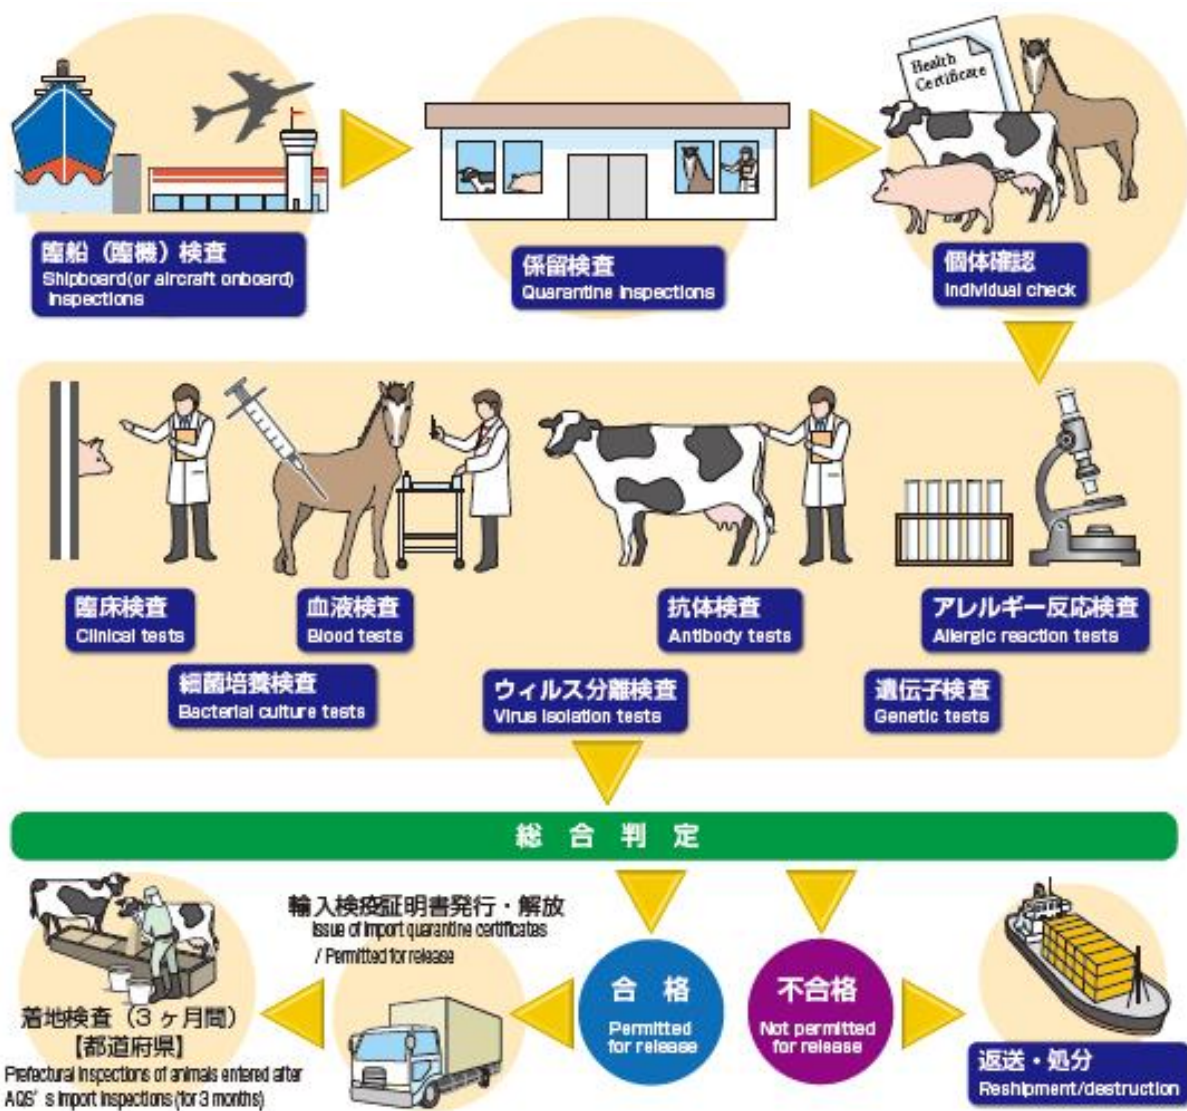 Health
Certificate
臨船（臨機）検査
Shipboard(or aircraft onboard)
Inspections
係留検査
Quarantine Inspections
個体確認
Individual check
臨床検査
Clinical tests
血液検査
Blood tests
抗体検査
Antibody tests
アレルギー反応検査
Allergic reaction tests
細菌培養検査
Bacterial culture tests
ウィルス分離検査
Virus isolation tests
遺伝子検査
Genetic tests
総合判定
輸入検疫証明書発行・解放
Issue of import quarantine certificates
/ Permitted for release
合格
Permitted
for release
不合格
Not permitted
for release
着地検査（3ヶ月間）
【都道府県】
Prefectural inspections of animals entered after
AQS's import inspections (for 3 months)
返送・処分
Reshipment/destruction